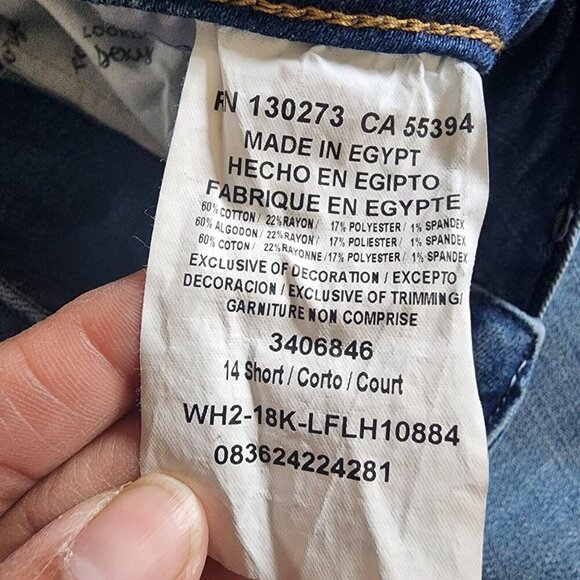 RN 130273 CA 55394
MADE IN EGYPT
HECHO EN EGIPTO
FABRIQUE EN EGYPTE
60% COTTON / 22% RAYON / 17% POLYESTER / 1% SPANDEX
60% ALGODON / 22% RAYON / 17% POLIESTER / 1% SPANDEX
60% COTON / 22% RAYONNE / 17% POLYESTER / 1% SPANDEX
EXCLUSIVE OF DECORATION / EXCEPTO
DECORACION / EXCLUSIVE OF TRIMMING/
GARNITURE NON COMPRISE
3406846
14 Short / Corto / Court
WH2-18K-LFLH10884
083624224281